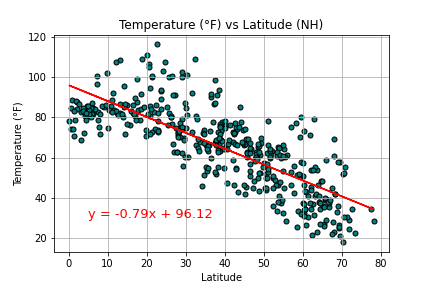 Temperature (°F) vs Latitude (NH)
120
100
80
60
40
20
Temperature (°F)
y = -0.79x + 96.12
0 10 20 30 40 50 60 70 80
Latitude